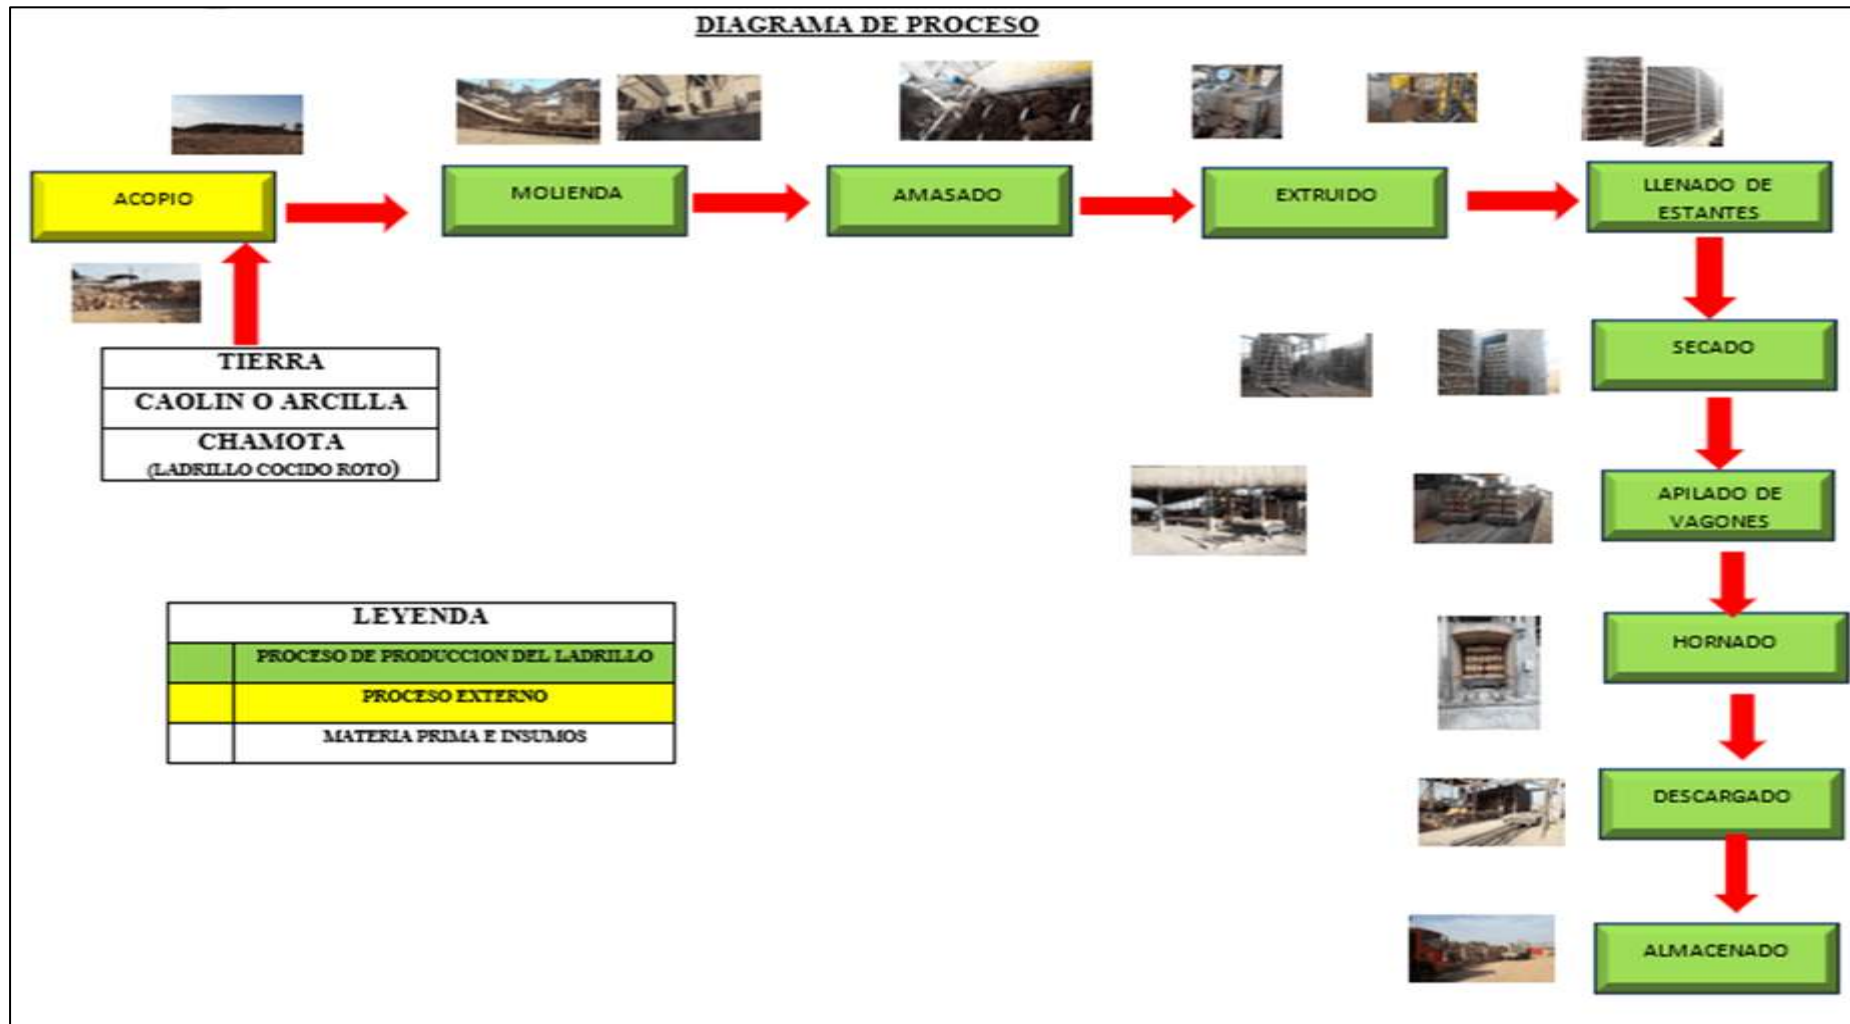 DIAGRAMA DE PROCESO
ACOPIO
MOLIENDA
AMASADO
EXTRUIDO
LLENADO DE
ESTANTES
SECADO
APILADO DE
VAGONES
HORNADO
DESCARGADO
ALMACENADO
TIERRA
CAOLIN O ARCILLA
CHAMOTA
(LADRILLO COCIDO ROTO)
LEYENDA
PROCESO DE PRODUCCION DEL LADRILLO
PROCESO EXTERNO
MATERIA PRIMA E INSUMOS